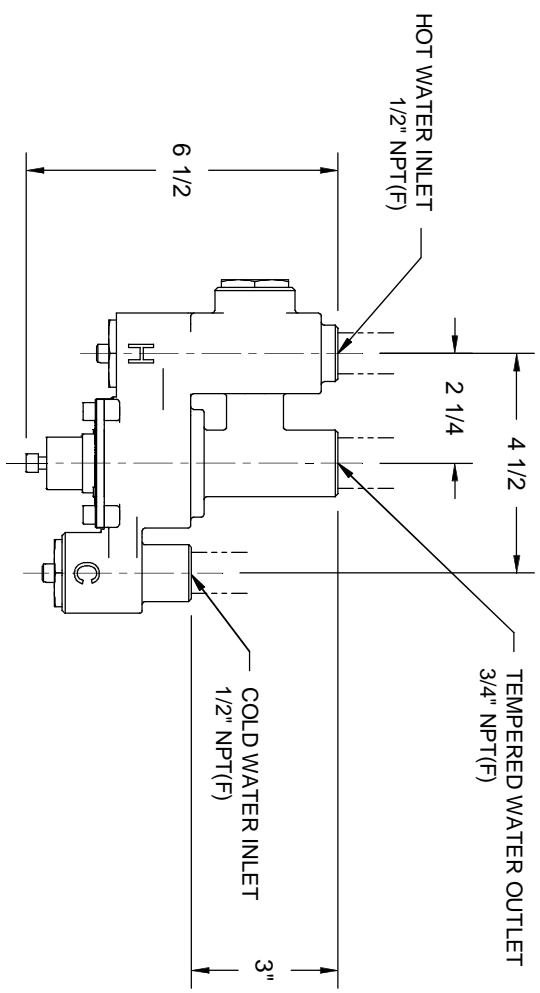 HOT WATER INLET
1/2" NPT(F)
6 1/2
2 1/4
4 1/2
TEMPERED WATER OUTLET
3/4" NPT(F)
H
C
COLD WATER INLET
1/2" NPT(F)
3"